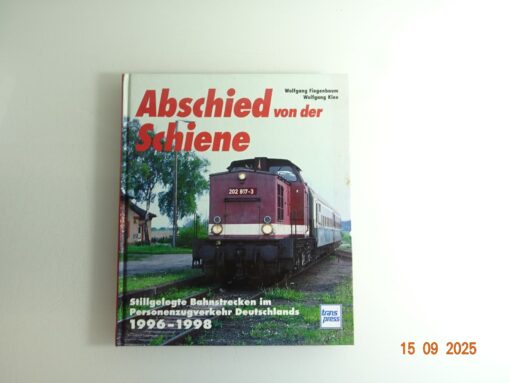 Wolfgang Fiegenbaum
Wolfgang Klee
Abschied von der
Schiene
202 817-3
Stillgelegte Bahnstrecken im
Personenzugverkehr Deutschlands
1996–1998
trans
press
15 09 2025